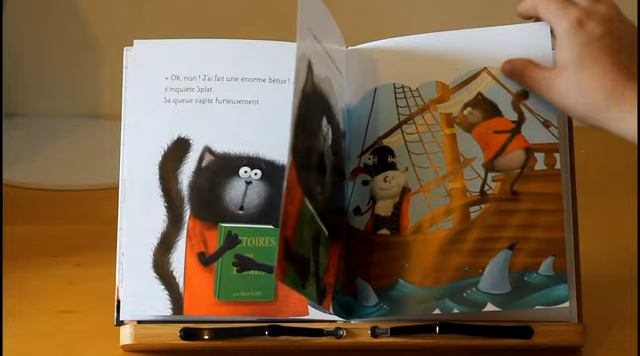 « Oh, non ! J'ai fait une énorme bêtise ! »
s'inquiète Splat.
Sa queue s'agite furieusement
TOIRES